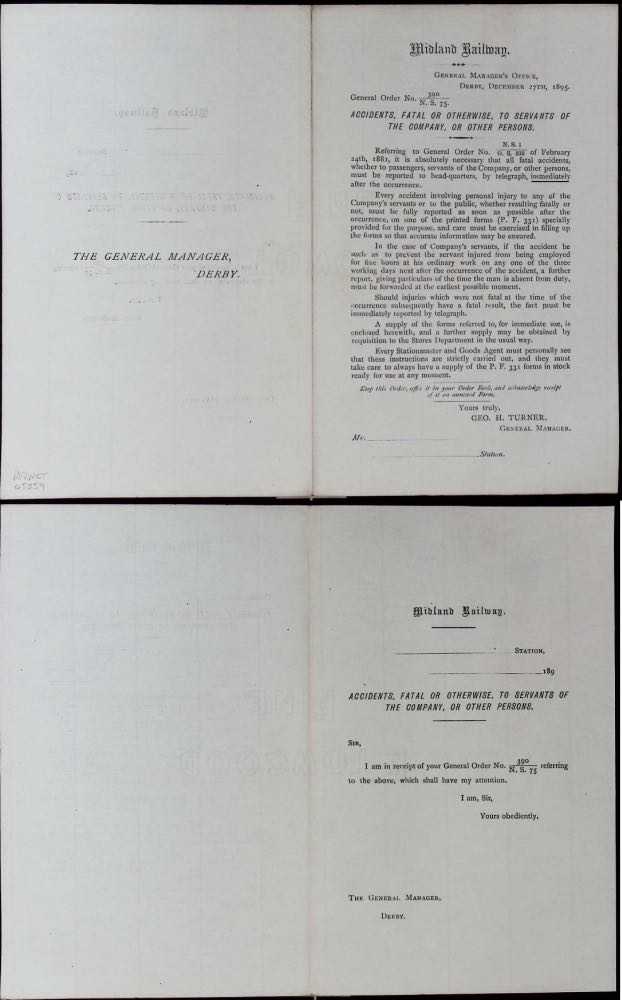 THE GENERAL MANAGER,
DERBY.
05259
Midland Railway.
GENERAL MANAGER'S OFFICE,
DERBY, DECEMBER 27TH, 1895.
General Order No. 390
N. S. 75.
ACCIDENTS, FATAL OR OTHERWISE, TO SERVANTS OF
THE COMPANY, OR OTHER PERSONS.
Referring to General Order No. N. S. 1 of February
24th, 1881, it is absolutely necessary that all fatal accidents,
whether to passengers, servants of the Company, or other persons,
must be reported to head-quarters, by telegraph, immediately
after the occurrence.
Every accident involving personal injury to any of the
Company's servants or to the public, whether resulting fatally or
not, must be fully reported as soon as possible after the
occurrence, on one of the printed forms (P. F. 331) specially
provided for the purpose, and care must be exercised in filling up
the forms so that accurate information may be ensured.
In the case of Company's servants, if the accident be
such as to prevent the servant injured from being employed
for five hours at his ordinary work on any one of the three
working days next after the occurrence of the accident, a further
report, giving particulars of the time the man is absent from duty,
must be forwarded at the earliest possible moment.
Should injuries which were not fatal at the time of the
occurrence subsequently have a fatal result, the fact must be
immediately reported by telegraph.
A supply of the forms referred to, for immediate use, is
enclosed herewith, and a further supply may be obtained by
requisition to the Stores Department in the usual way.
Every Stationmaster and Goods Agent must personally see
that these instructions are strictly carried out, and they must
take care to always have a supply of the P. F. 331 forms in stock
ready for use at any moment.
Keep this Order, affix it in your Order Book, and acknowledge receipt
of it on annexed Form.
Yours truly,
GEO. H. TURNER,
GENERAL MANAGER.
Mr.
Station.
Midland Railway.
STATION,
189
ACCIDENTS, FATAL OR OTHERWISE, TO SERVANTS OF
THE COMPANY, OR OTHER PERSONS.
SIR,
I am in receipt of your General Order No. 390 N. S. 75 referring
to the above, which shall have my attention.
I am, Sir,
Yours obediently,
THE GENERAL MANAGER,
DERBY.